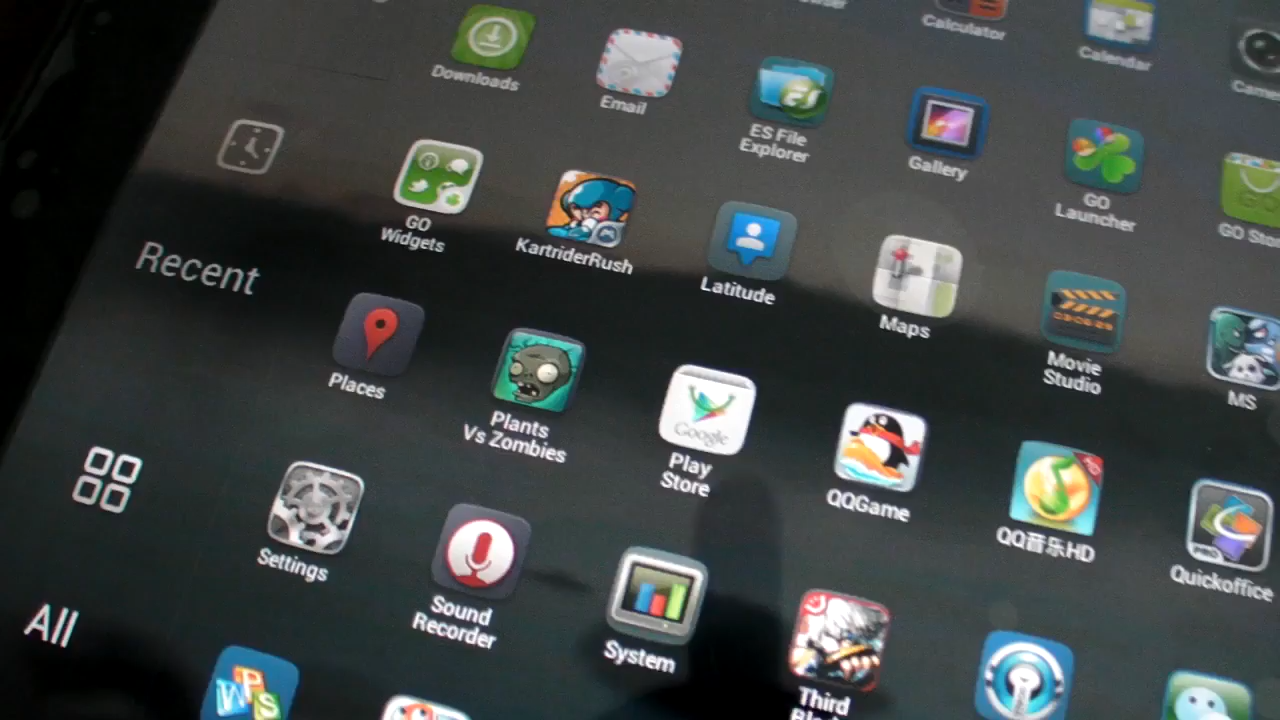 Calculator
Calendar
Downloads
Email
ES File
Explorer
Gallery
GO
Launcher
GO
Widgets
KartriderRush
Latitude
Maps
Movie
Studio
MS
Recent
Places
Plants
Vs Zombies
Google
Play
Store
QQGame
QQ音乐HD
Quickoffice
Settings
Sound
Recorder
System
Third
All
WPS